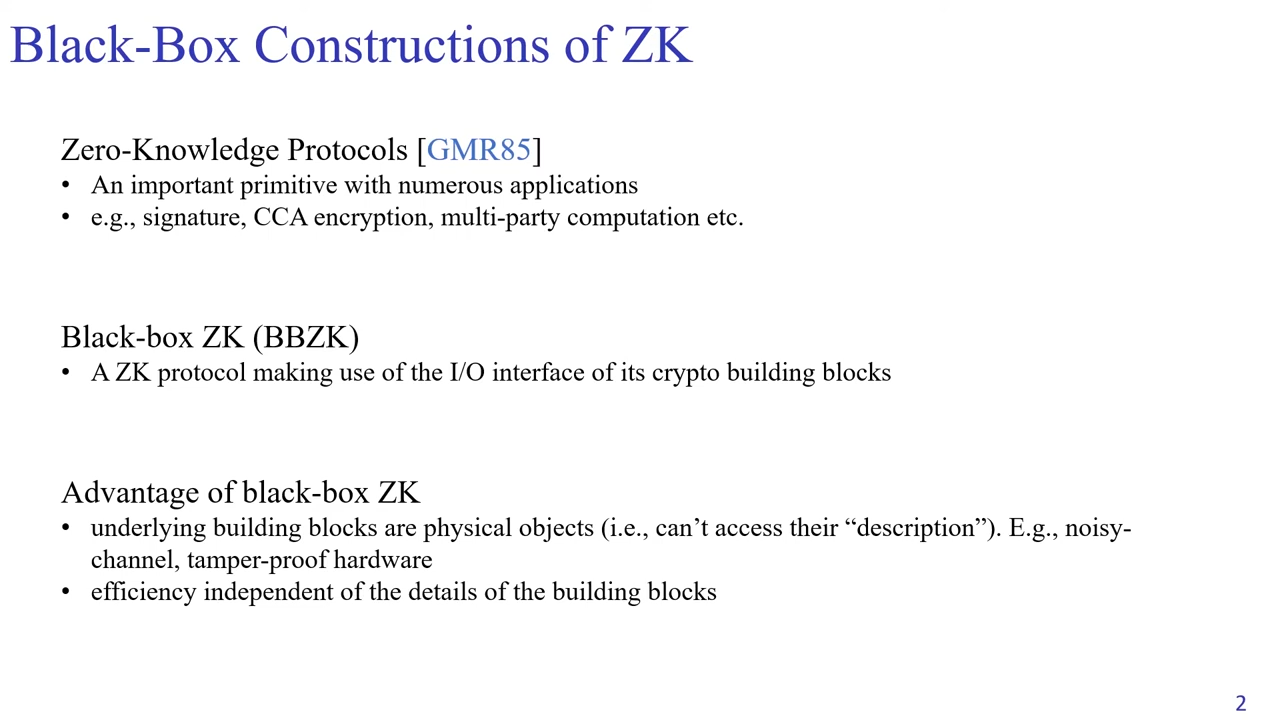 Black-Box Constructions of ZK
Zero-Knowledge Protocols [GMR85]
• An important primitive with numerous applications
• e.g., signature, CCA encryption, multi-party computation etc.
Black-box ZK (BBZK)
• A ZK protocol making use of the I/O interface of its crypto building blocks
Advantage of black-box ZK
• underlying building blocks are physical objects (i.e., can’t access their “description”). E.g., noisy-
channel, tamper-proof hardware
• efficiency independent of the details of the building blocks
2